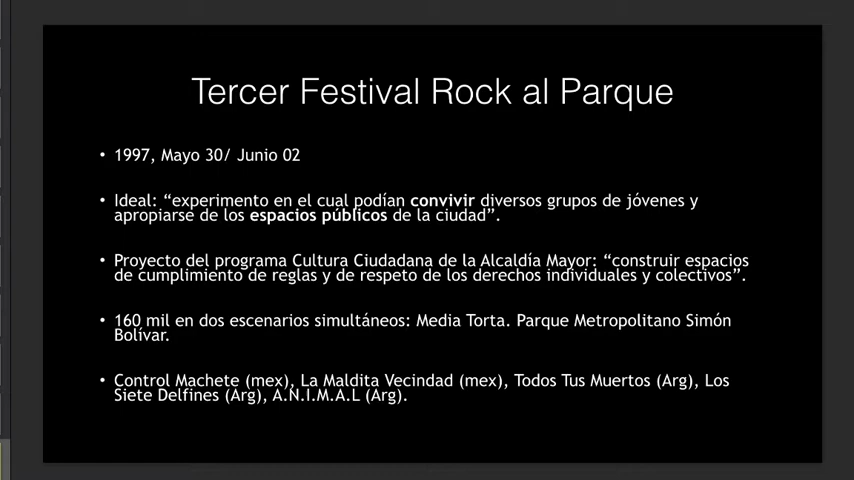 Tercer Festival Rock al Parque
• 1997, Mayo 30/ Junio 02
• Ideal: “experimento en el cual podían convivir diversos grupos de jóvenes y
apropiarse de los espacios públicos de la ciudad”.
• Proyecto del programa Cultura Ciudadana de la Alcaldía Mayor: “construir espacios
de cumplimiento de reglas y de respeto de los derechos individuales y colectivos”.
• 160 mil en dos escenarios simultáneos: Media Torta. Parque Metropolitano Simón
Bolívar.
• Control Machete (mex), La Maldita Vecindad (mex), Todos Tus Muertos (Arg), Los
Siete Delfines (Arg), A.N.I.M.A.L (Arg).